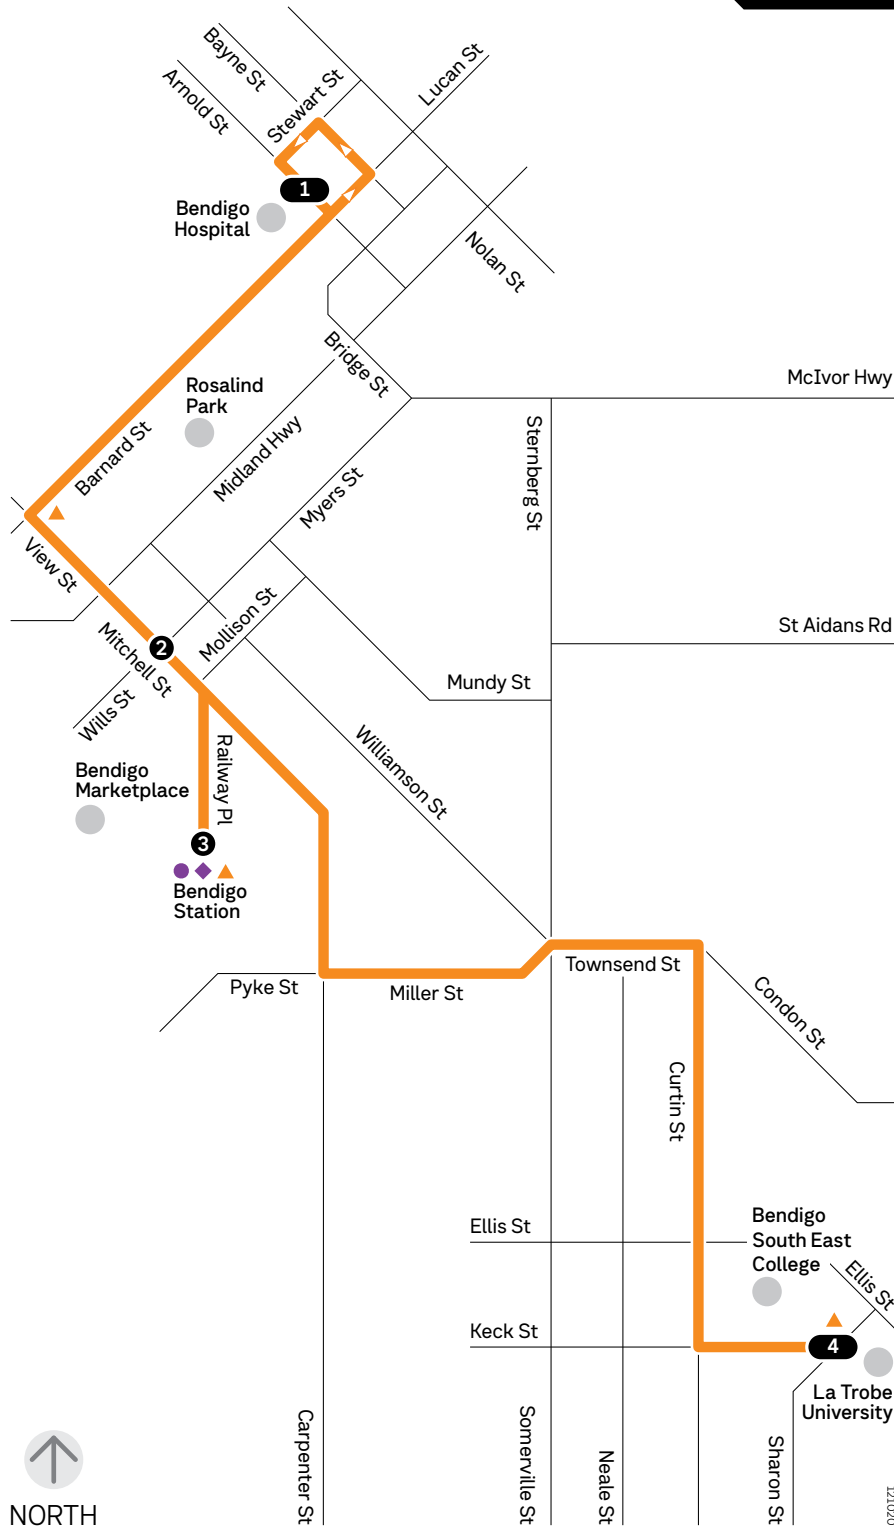 Bayne St
Arnold St
Stewart St
Lucan St
1
Bendigo
Hospital
Nolan St
Bridge St
McIvor Hwy
Rosalind
Park
Barnard St
Midland Hwy
Myers St
Sternberg St
View St
Mollison St
St Aidans Rd
2
Mitchell St
Wills St
Mundy St
Railway Pl
Williamson St
Bendigo
Marketplace
3
Bendigo
Station
Townsend St
Pyke St
Miller St
Condon St
Curtin St
Ellis St
Bendigo
South East
College
Ellis St
Keck St
4
La Trobe
University
Carpenter St
Somerville St
Neale St
Sharon St
NORTH